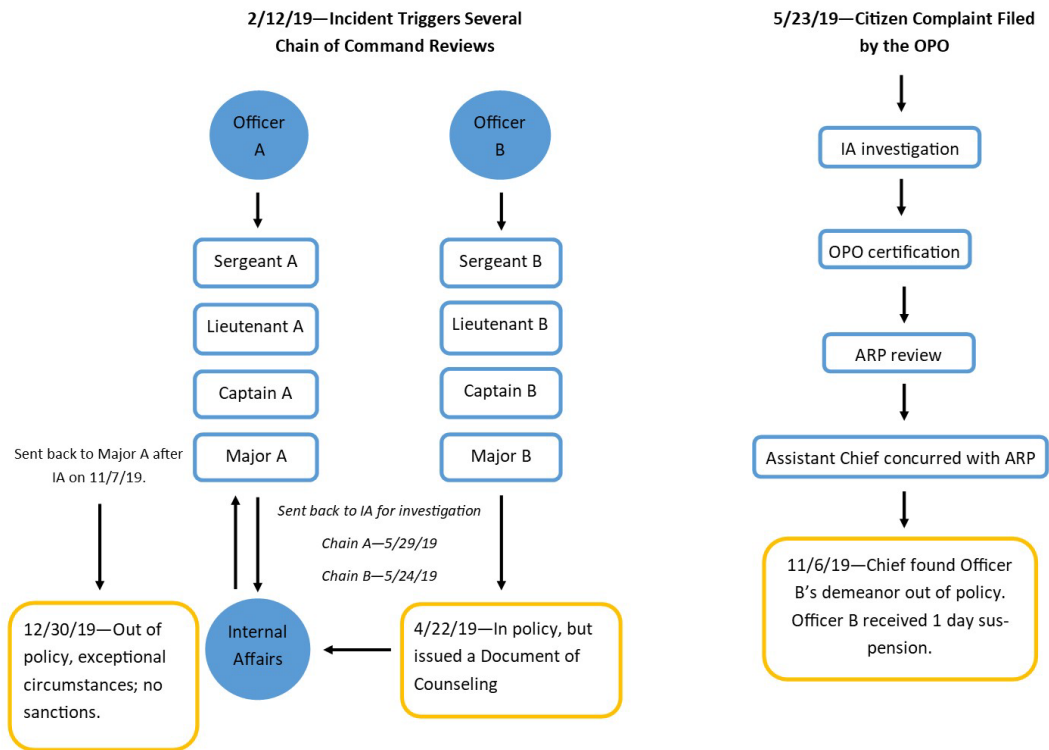 2/12/19—Incident Triggers Several
Chain of Command Reviews
Officer
A
Sergeant A
Lieutenant A
Captain A
Major A
Officer
B
Sergeant B
Lieutenant B
Captain B
Major B
Sent back to Major A after
IA on 11/7/19.
Sent back to IA for investigation
Chain A—5/29/19
Chain B—5/24/19
12/30/19—Out of
policy, exceptional
circumstances; no
sanctions.
Internal
Affairs
4/22/19—In policy, but
issued a Document of
Counseling
5/23/19—Citizen Complaint Filed
by the OPO
IA investigation
OPO certification
ARP review
Assistant Chief concurred with ARP
11/6/19—Chief found Officer
B’s demeanor out of policy.
Officer B received 1 day sus-
pension.